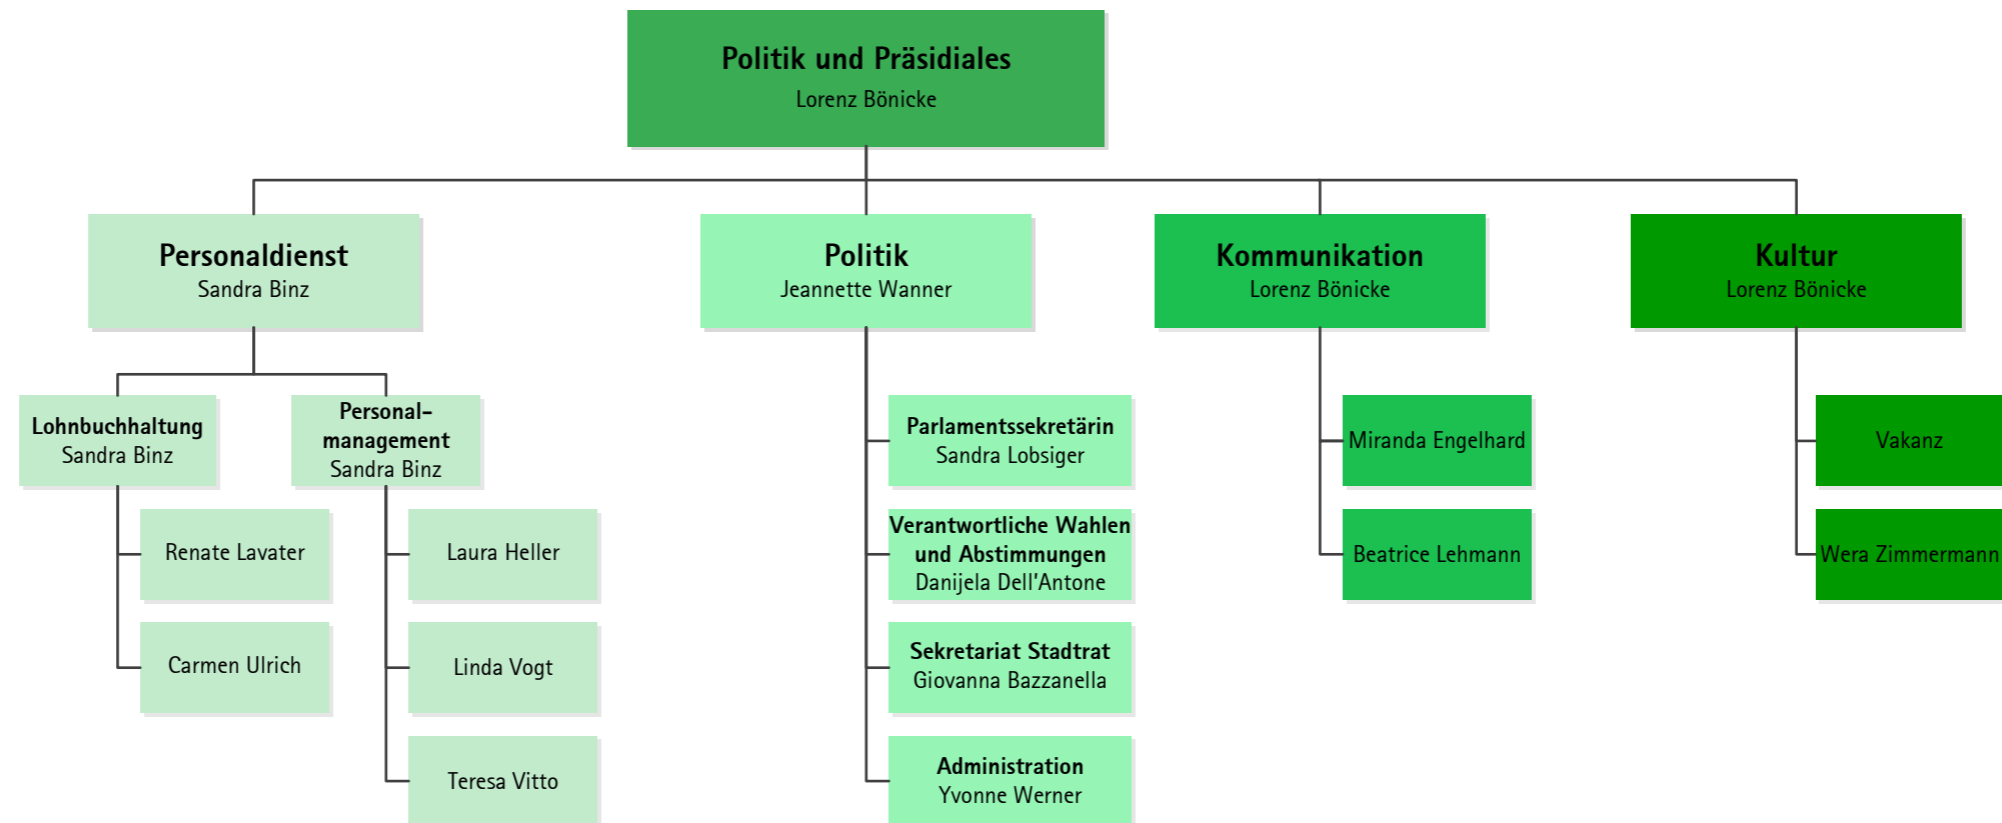 Politik und Präsidiales
Lorenz Bönicke
Personaldienst
Sandra Binz
Politik
Jeannette Wanner
Kommunikation
Lorenz Bönicke
Kultur
Lorenz Bönicke
Lohnbuchhaltung
Sandra Binz
Personal-
management
Sandra Binz
Renate Lavater
Carmen Ulrich
Laura Heller
Linda Vogt
Teresa Vitto
Parlamentssekretärin
Sandra Lobsiger
Verantwortliche Wahlen
und Abstimmungen
Danijela Dell'Antone
Sekretariat Stadtrat
Giovanna Bazzanella
Administration
Yvonne Werner
Miranda Engelhard
Beatrice Lehmann
Vakanz
Wera Zimmermann